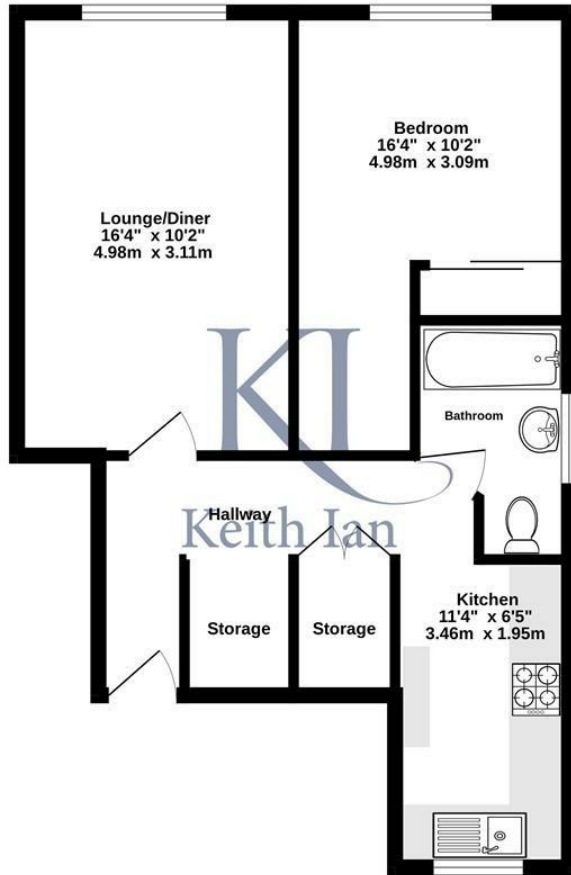 Bedroom
16'4" x 10'2"
4.98m x 3.09m
Lounge/Diner
16'4" x 10'2"
4.98m x 3.11m
KI
Bathroom
Hallway
Keith Ian
Kitchen
11'4" x 6'5"
3.46m x 1.95m
Storage
Storage